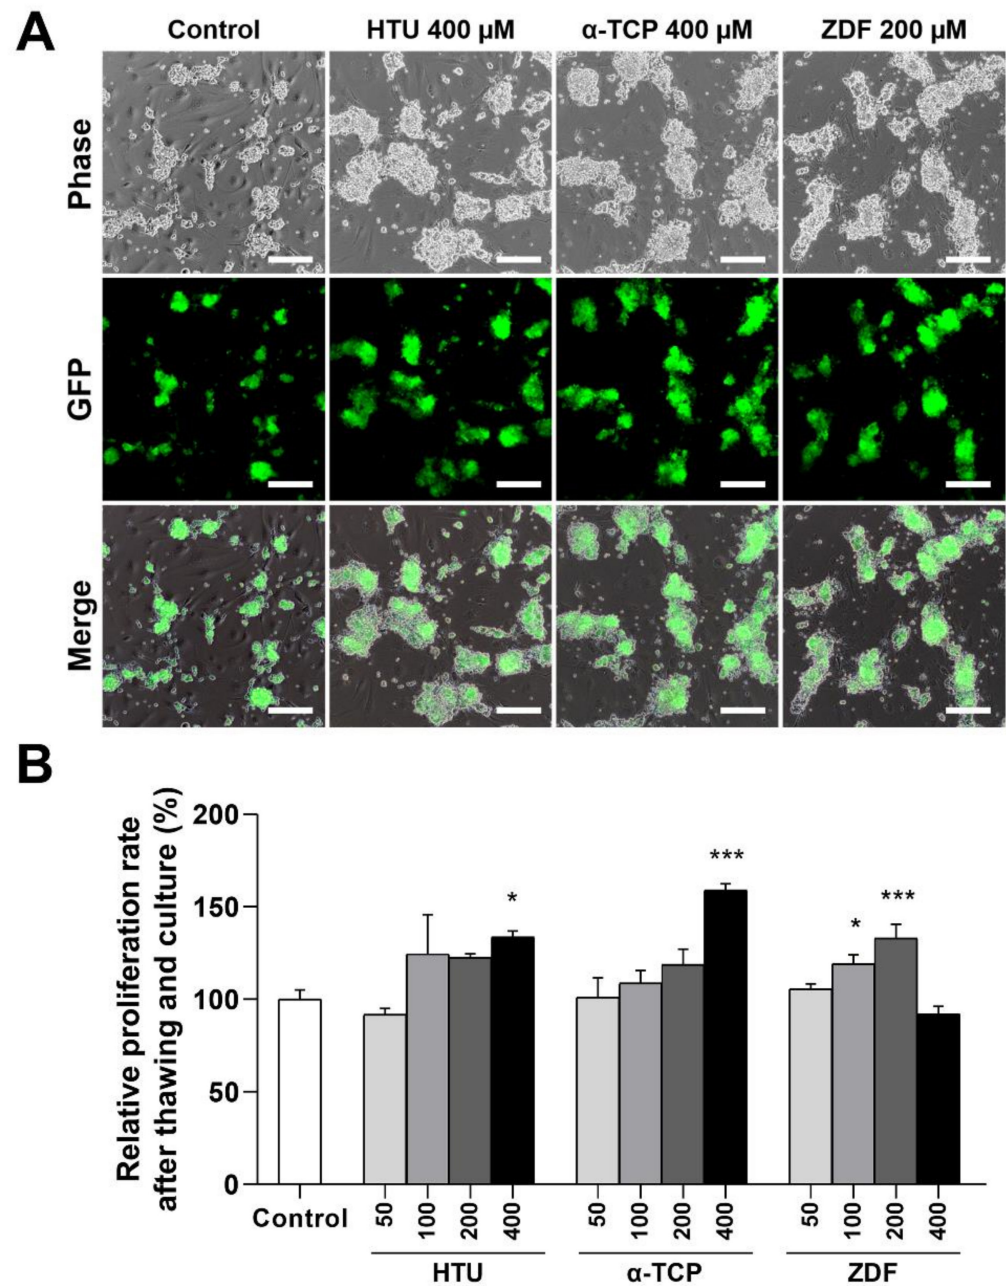 A
Control HTU 400 µM α-TCP 400 µM ZDF 200 µM
Phase
GFP
Merge
B
Relative proliferation rate
after thawing and culture (%)
200
150
100
50
0
*
***
*
***
Control 50 100 200 400 50 100 200 400 50 100 200 400
HTU α-TCP ZDF